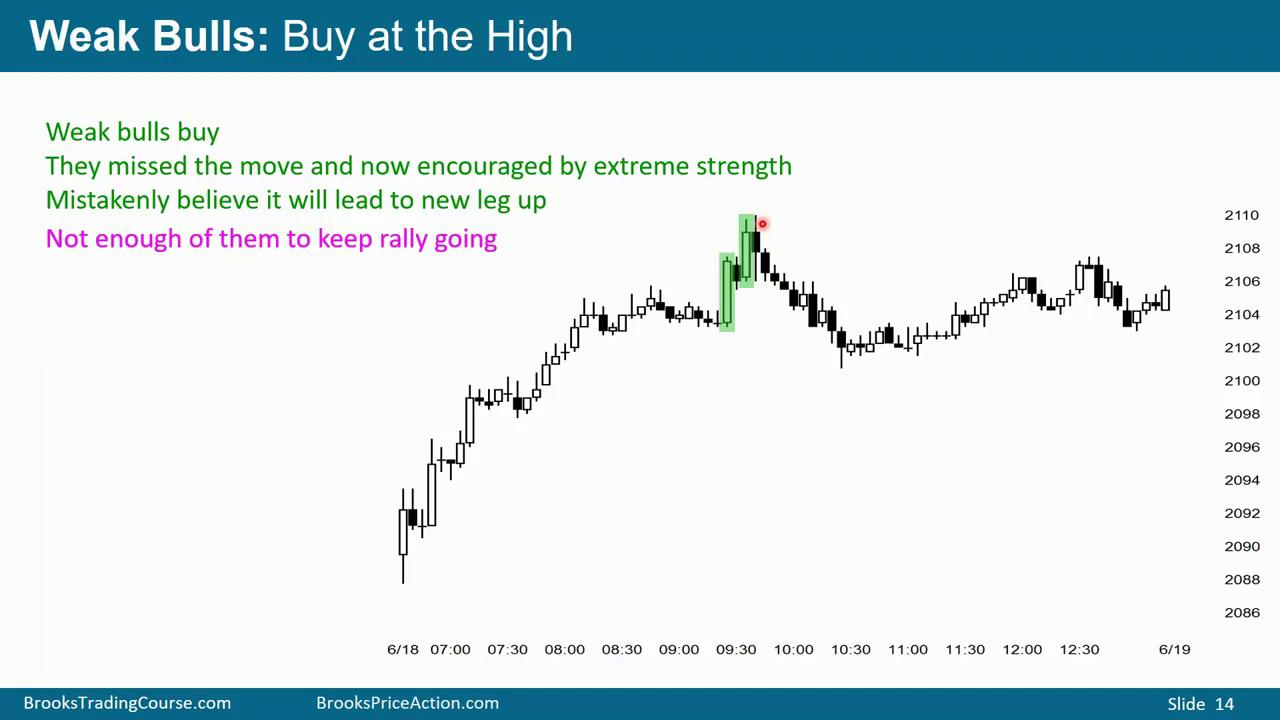 Weak Bulls: Buy at the High
Weak bulls buy
They missed the move and now encouraged by extreme strength
Mistakenly believe it will lead to new leg up
Not enough of them to keep rally going
2110
2108
2106
2104
2102
2100
2098
2096
2094
2092
2090
2088
2086
6/18 07:00 07:30 08:00 08:30 09:00 09:30 10:00 10:30 11:00 11:30 12:00 12:30 6/19
BrooksTradingCourse.com BrooksPriceAction.com Slide 14